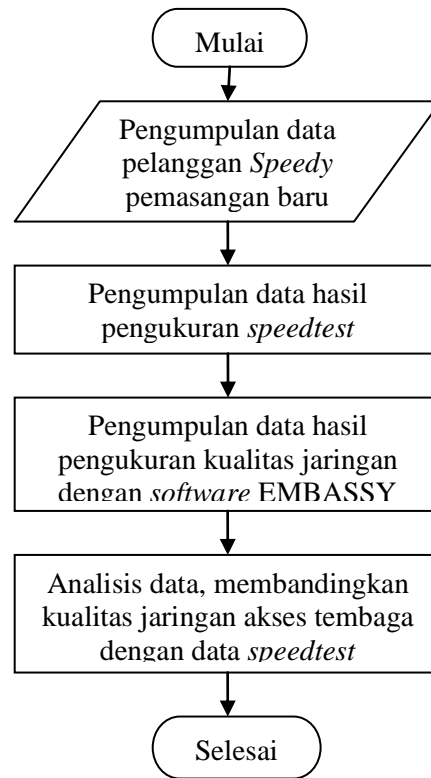 Mulai
Pengumpulan data
pelanggan Speedy
pemasangan baru
Pengumpulan data hasil
pengukuran speedtest
Pengumpulan data hasil
pengukuran kualitas jaringan
dengan software EMBASSY
Analisis data, membandingkan
kualitas jaringan akses tembaga
dengan data speedtest
Selesai